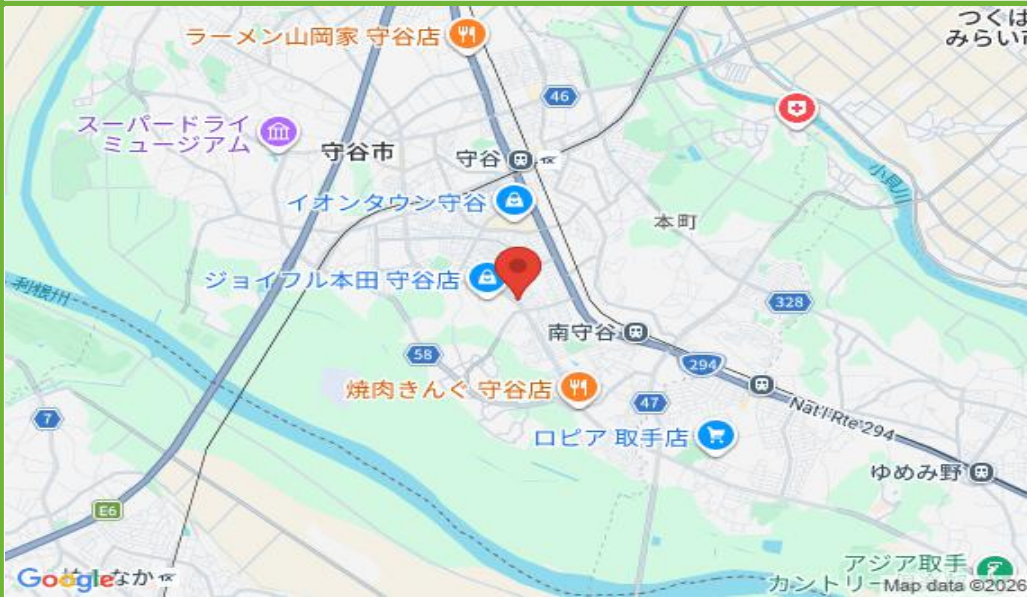 ラーメン山岡家 守谷店
つくば
みらい市
46
スーパードライ
ミュージアム
守谷市
守谷
イオンタウン守谷
小貝川
本町
ジョイフル本田 守谷店
利根川
328
南守谷
58
294
焼肉きんぐ 守谷店
47
7
Nat'l Rte 294
ロピア 取手店
ゆめみ野
E6
アジア取手
カントリー
Google
なか
Map data ©2026